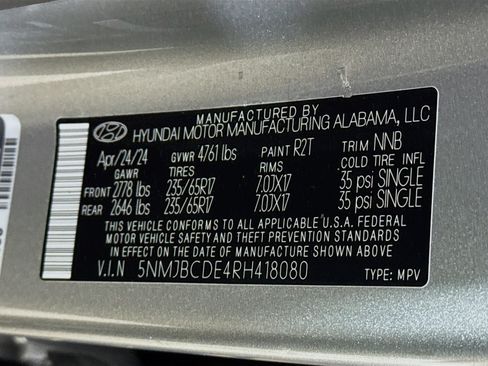 MANUFACTURED BY
HYUNDAI MOTOR MANUFACTURING ALABAMA, LLC
Apr/24/24 GVWR 4761 lbs PAINT R2T TRIM NNB
GAWR TIRES RIMS COLD TIRE INFL
FRONT 2778 lbs 235/65R17 7.0JX17 35 psi SINGLE
REAR 2646 lbs 235/65R17 7.0JX17 35 psi SINGLE
THIS VEHICLE CONFORMS TO ALL APPLICABLE U.S.A. FEDERAL
MOTOR VEHICLE SAFETY, BUMPER, AND THEFT PREVENTION STANDARDS
IN EFFECT ON THE DATE OF MANUFACTURE SHOWN ABOVE.
V.I.N 5NMJBCDE4RH418080 TYPE: MPV